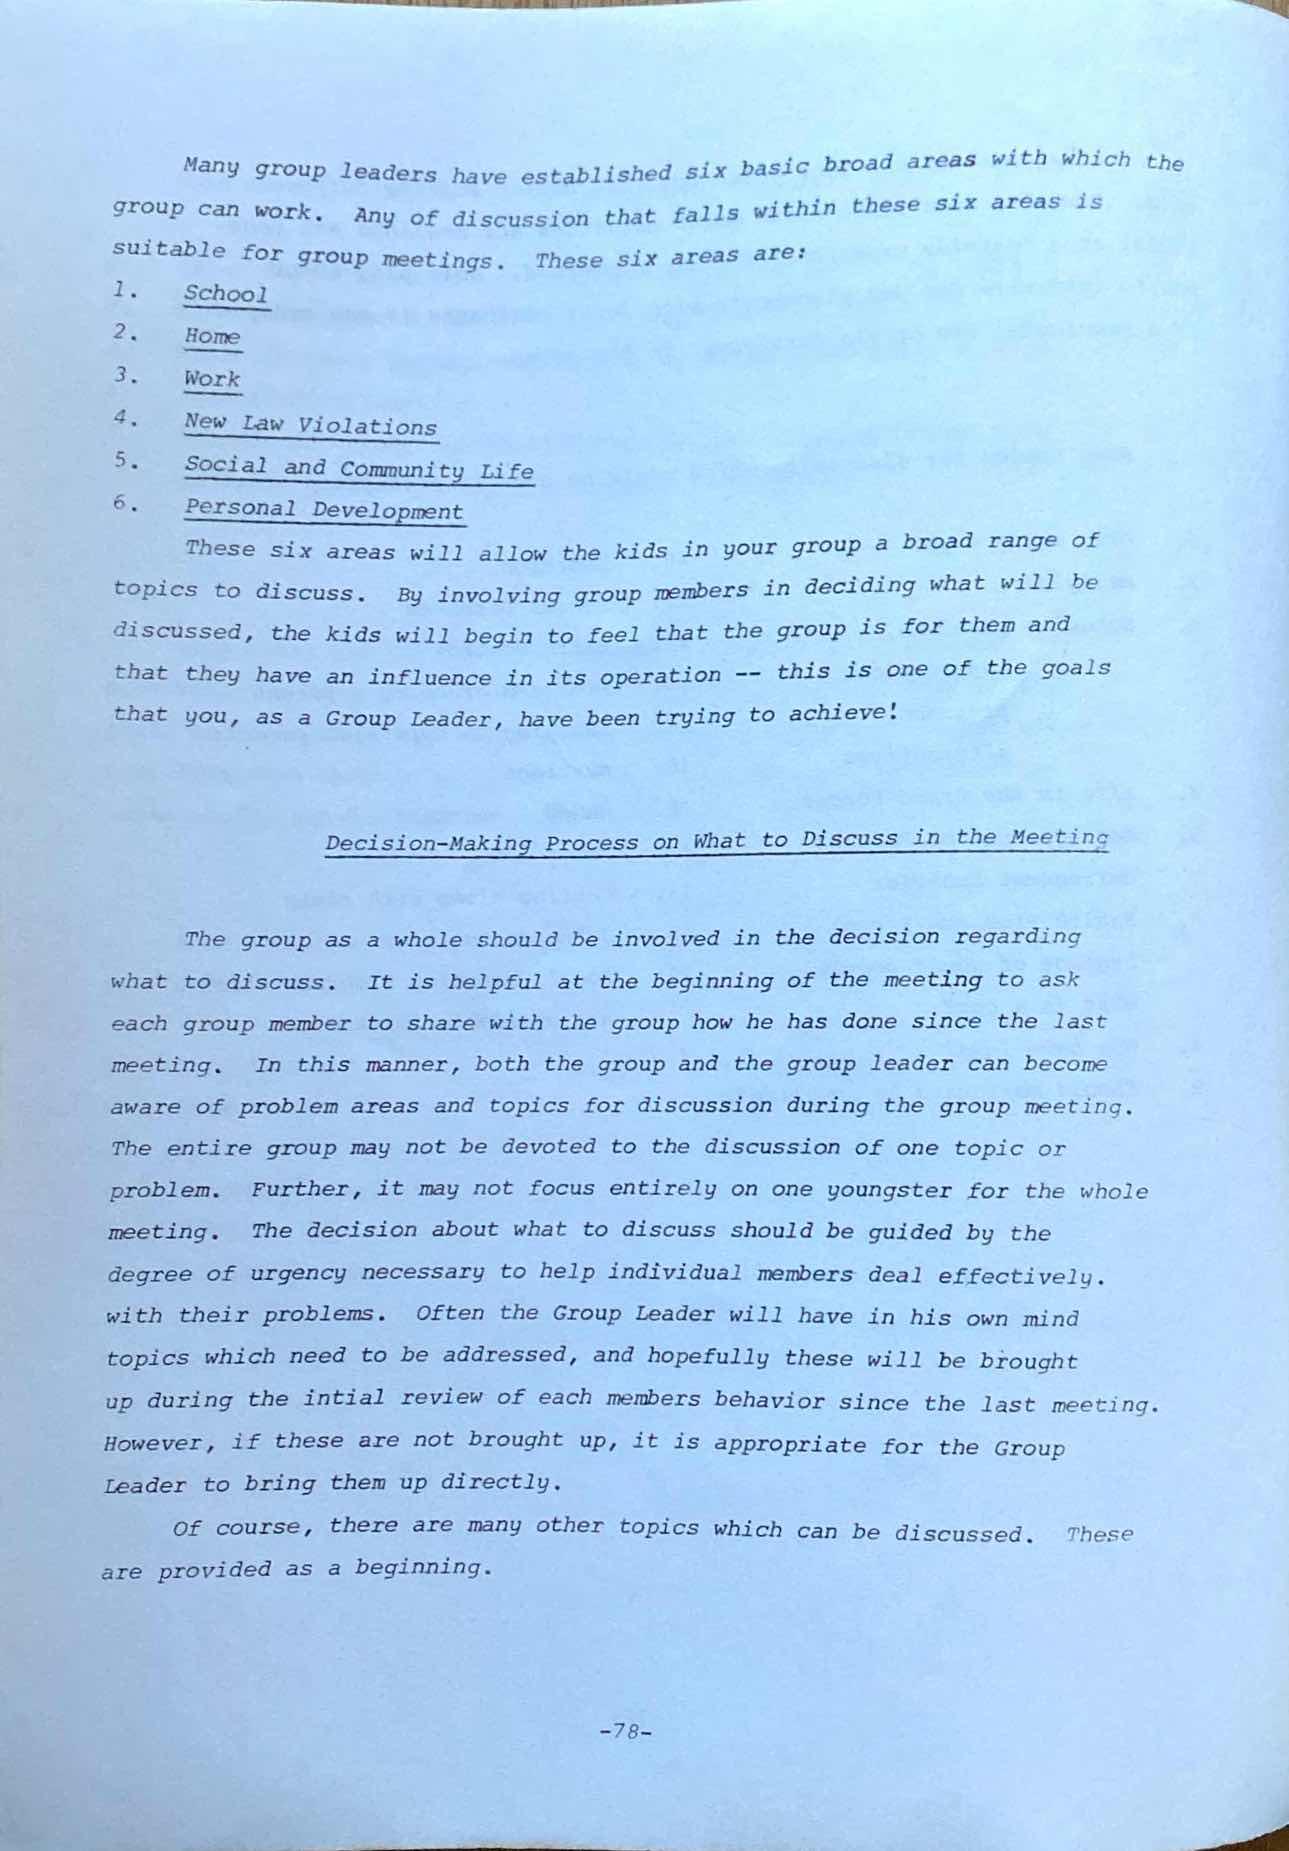 Many group leaders have established six basic broad areas with which the
group can work. Any of discussion that falls within these six areas is
suitable for group meetings. These six areas are:
1. School
2. Home
3. Work
4. New Law Violations
5. Social and Community Life
6. Personal Development
These six areas will allow the kids in your group a broad range of
topics to discuss. By involving group members in deciding what will be
discussed, the kids will begin to feel that the group is for them and
that they have an influence in its operation -- this is one of the goals
that you, as a Group Leader, have been trying to achieve!
Decision-Making Process on What to Discuss in the Meeting
The group as a whole should be involved in the decision regarding
what to discuss. It is helpful at the beginning of the meeting to ask
each group member to share with the group how he has done since the last
meeting. In this manner, both the group and the group leader can become
aware of problem areas and topics for discussion during the group meeting.
The entire group may not be devoted to the discussion of one topic or
problem. Further, it may not focus entirely on one youngster for the whole
meeting. The decision about what to discuss should be guided by the
degree of urgency necessary to help individual members deal effectively.
with their problems. Often the Group Leader will have in his own mind
topics which need to be addressed, and hopefully these will be brought
up during the intial review of each members behavior since the last meeting.
However, if these are not brought up, it is appropriate for the Group
Leader to bring them up directly.
Of course, there are many other topics which can be discussed. These
are provided as a beginning.
-78-